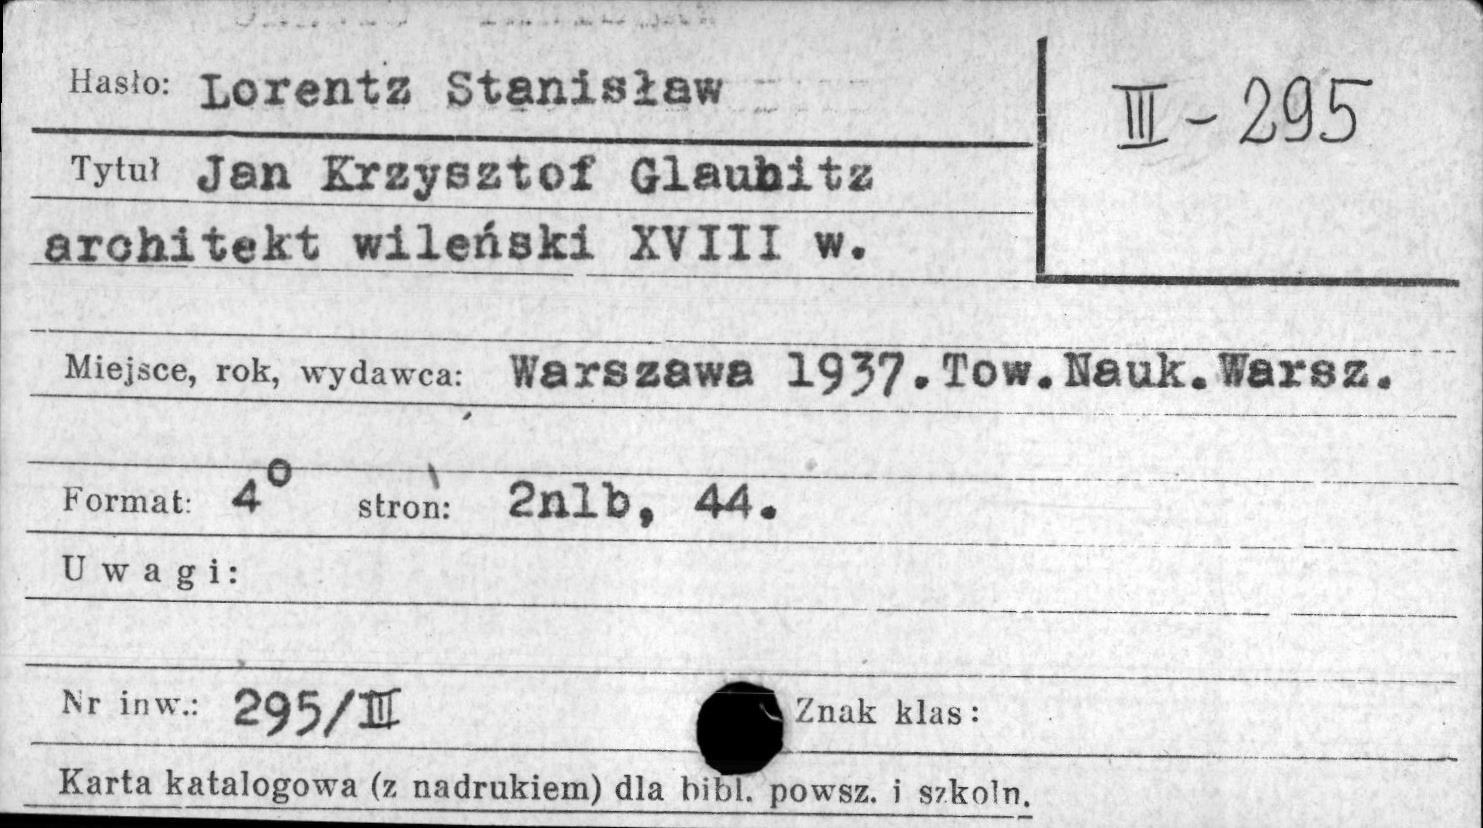 Hasło: Lorentz Stanisław
III - 295
Tytuł Jan Krzysztof Glaubitz
architekt wileński XVIII w.
Miejsce, rok, wydawca: Warszawa 1937.Tow.Nauk.Warsz.
Format: 4° stron: 2nlb, 44.
Uwagi:
Nr inw.: 295/III Znak klas:
Karta katalogowa (z nadrukiem) dla bibl. powsz. i szkoln.